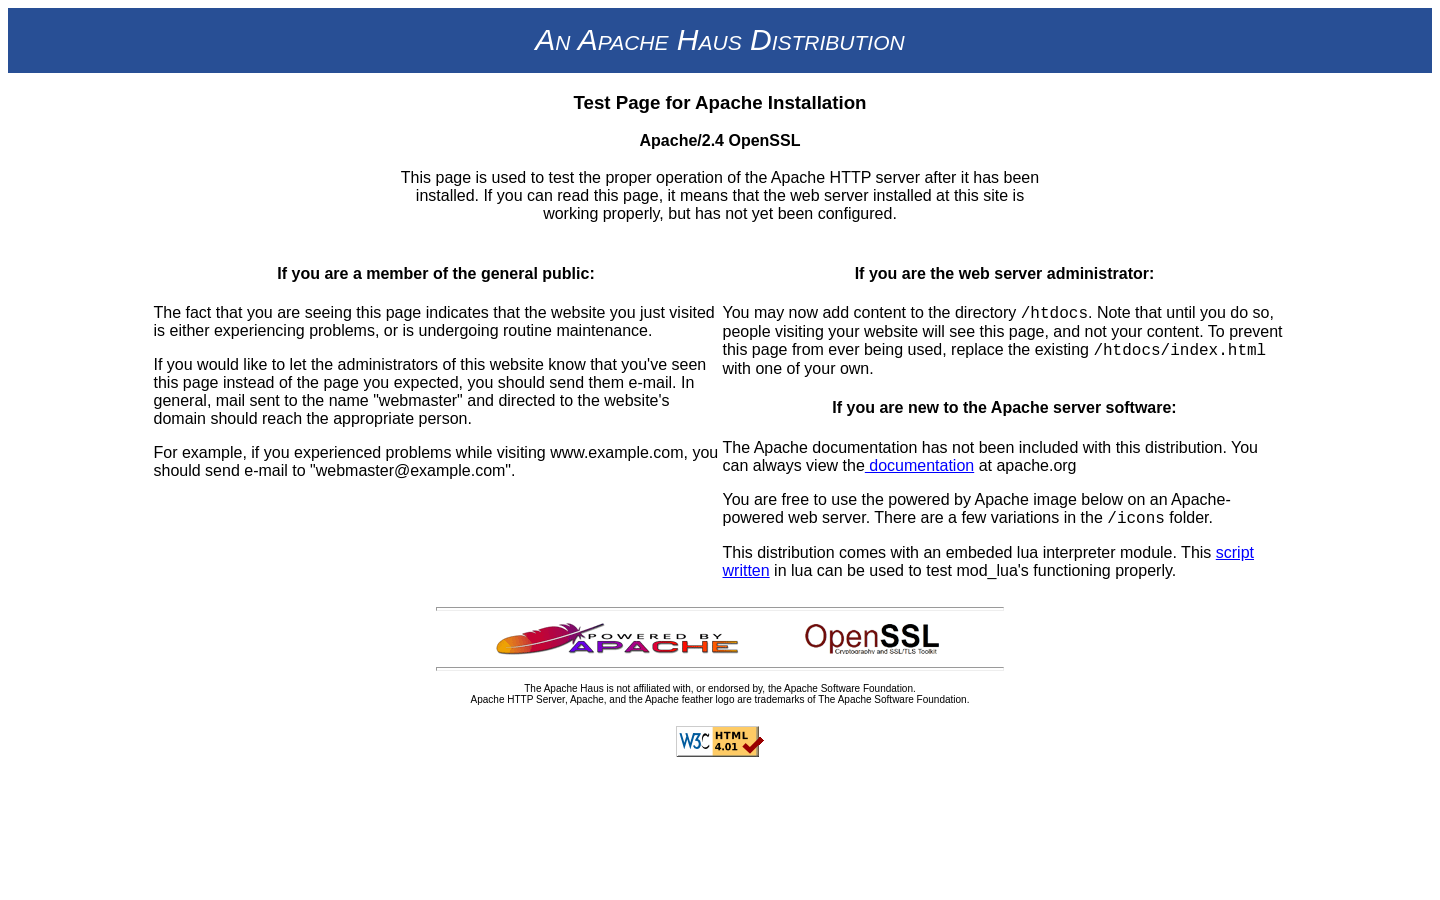 An Apache Haus Distribution
Test Page for Apache Installation
Apache/2.4 OpenSSL
This page is used to test the proper operation of the Apache HTTP server after it has been
installed. If you can read this page, it means that the web server installed at this site is
working properly, but has not yet been configured.
If you are a member of the general public:
The fact that you are seeing this page indicates that the website you just visited
is either experiencing problems, or is undergoing routine maintenance.
If you would like to let the administrators of this website know that you've seen
this page instead of the page you expected, you should send them e-mail. In
general, mail sent to the name "webmaster" and directed to the website's
domain should reach the appropriate person.
For example, if you experienced problems while visiting www.example.com, you
should send e-mail to "webmaster@example.com".
If you are the web server administrator:
You may now add content to the directory /htdocs. Note that until you do so,
people visiting your website will see this page, and not your content. To prevent
this page from ever being used, replace the existing /htdocs/index.html
with one of your own.
If you are new to the Apache server software:
The Apache documentation has not been included with this distribution. You
can always view the documentation at apache.org
You are free to use the powered by Apache image below on an Apache-
powered web server. There are a few variations in the /icons folder.
This distribution comes with an embeded lua interpreter module. This script
written in lua can be used to test mod_lua's functioning properly.
POWERED BY
APACHE
OpenSSL
Cryptography and SSL/TLS Toolkit
The Apache Haus is not affiliated with, or endorsed by, the Apache Software Foundation.
Apache HTTP Server, Apache, and the Apache feather logo are trademarks of The Apache Software Foundation.
W3C HTML
4.01